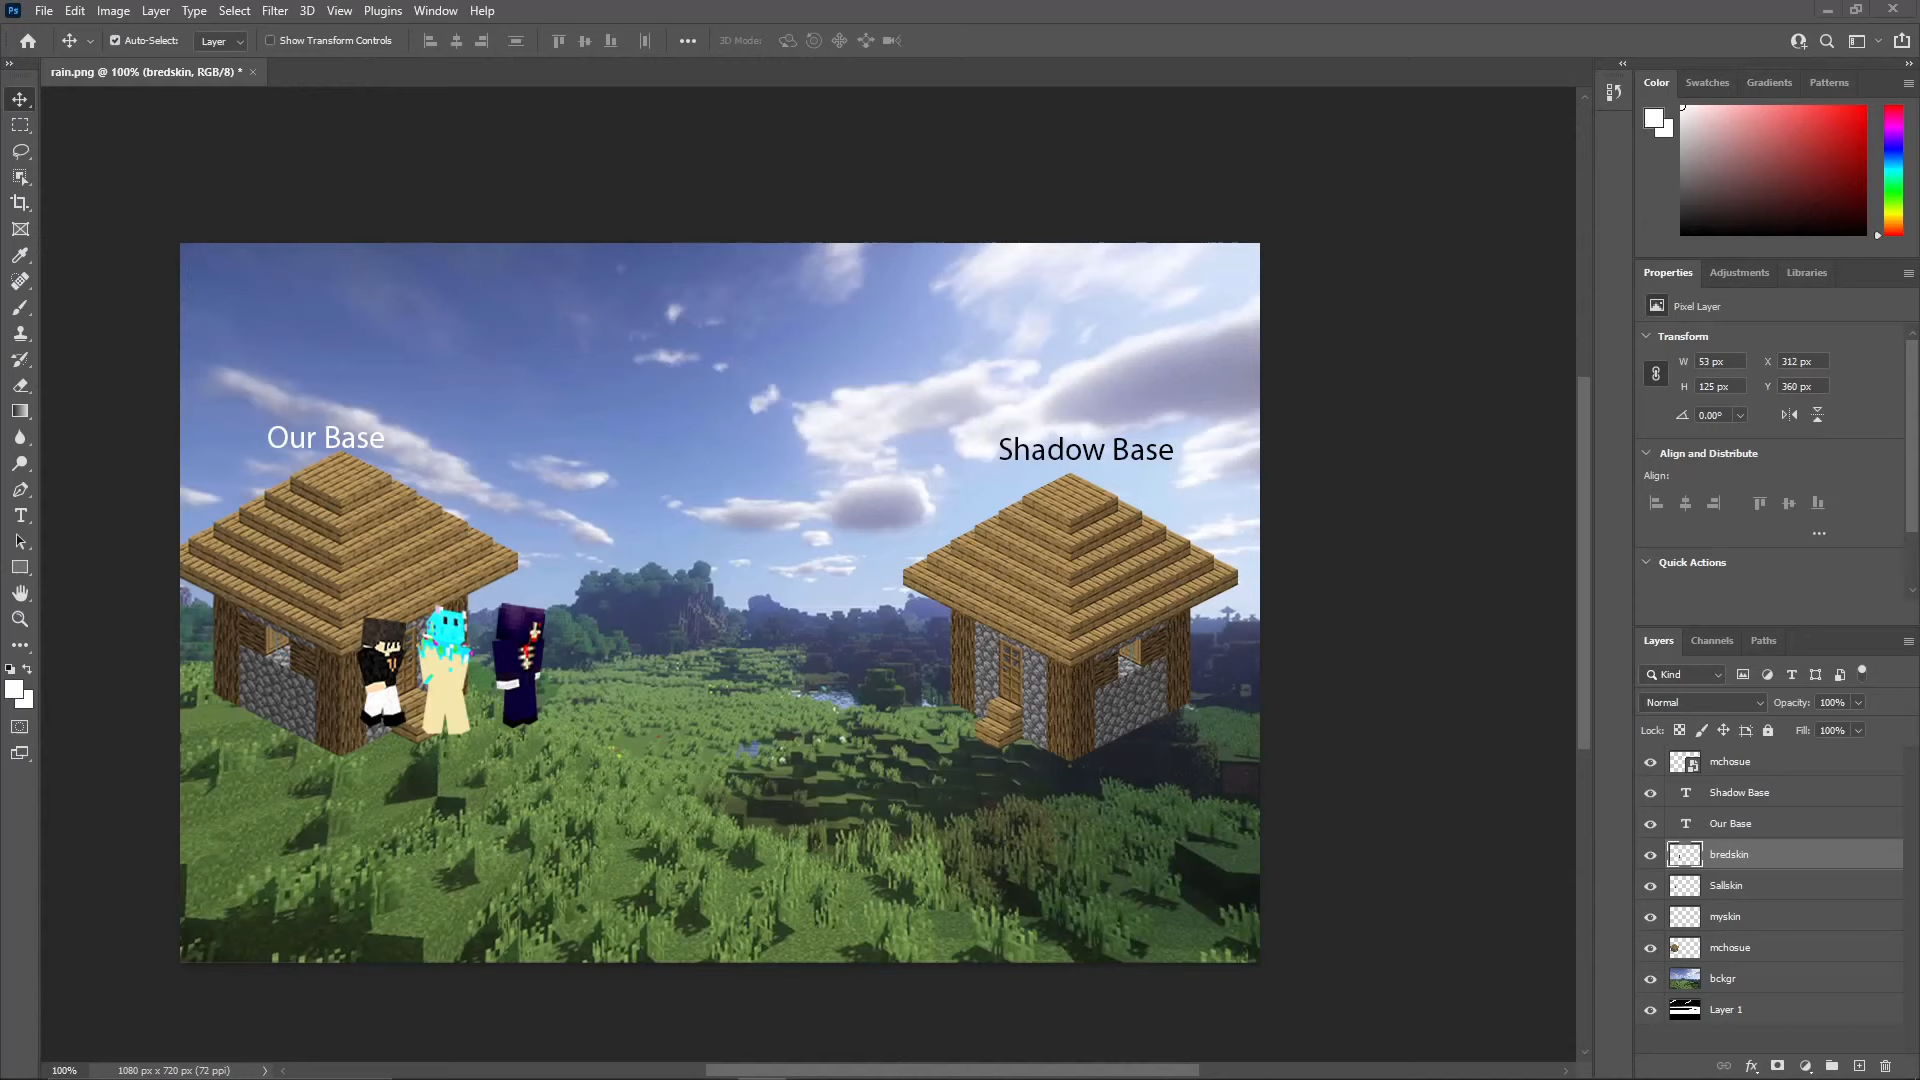 Ps File Edit Image Layer Type Select Filter 3D View Plugins Window Help
Auto-Select: Layer Show Transform Controls 3D Mode:
rain.png @ 100% (bredskin, RGB/8) *
Color Swatches Gradients Patterns
Properties Adjustments Libraries
Pixel Layer
Transform
W 53 px X 312 px
H 125 px Y 360 px
0.00°
Align and Distribute
Align:
Quick Actions
Our Base
Shadow Base
Layers Channels Paths
Kind
Normal Opacity: 100%
Lock: Fill: 100%
mchosue
Shadow Base
Our Base
bredskin
Sallskin
myskin
mchosue
bckgr
Layer 1
100% 1080 px x 720 px (72 ppi)